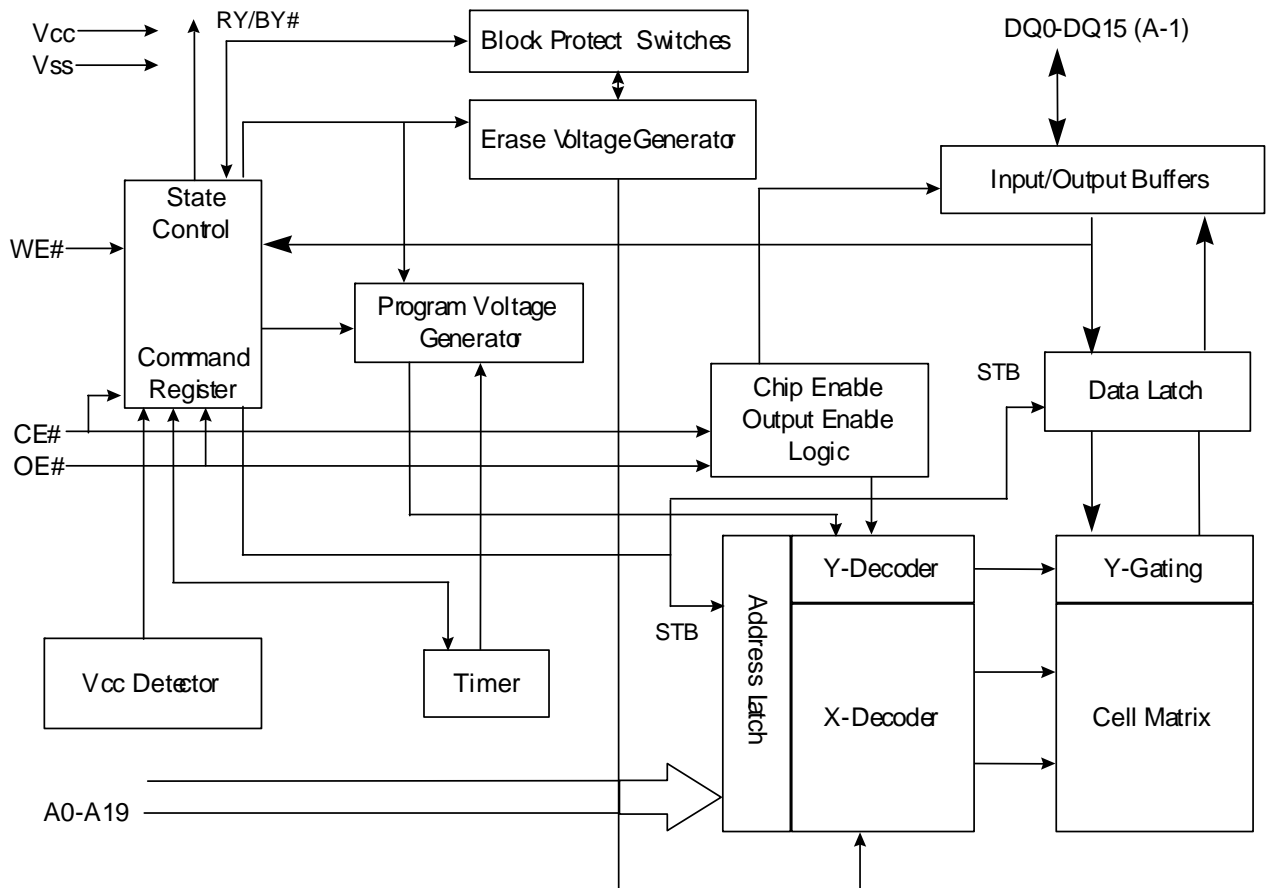 Vcc
Vss
RY/BY#
Block Protect Switches
DQ0-DQ15 (A-1)
Erase Voltage Generator
Input/Output Buffers
State
Control
WE#
Program Voltage
Generator
Command
Register
Chip Enable
Output Enable
Logic
STB
Data Latch
CE#
OE#
Y-Decoder
Y-Gating
Address Latch
STB
Vcc Detector
Timer
X-Decoder
Cell Matrix
A0-A19